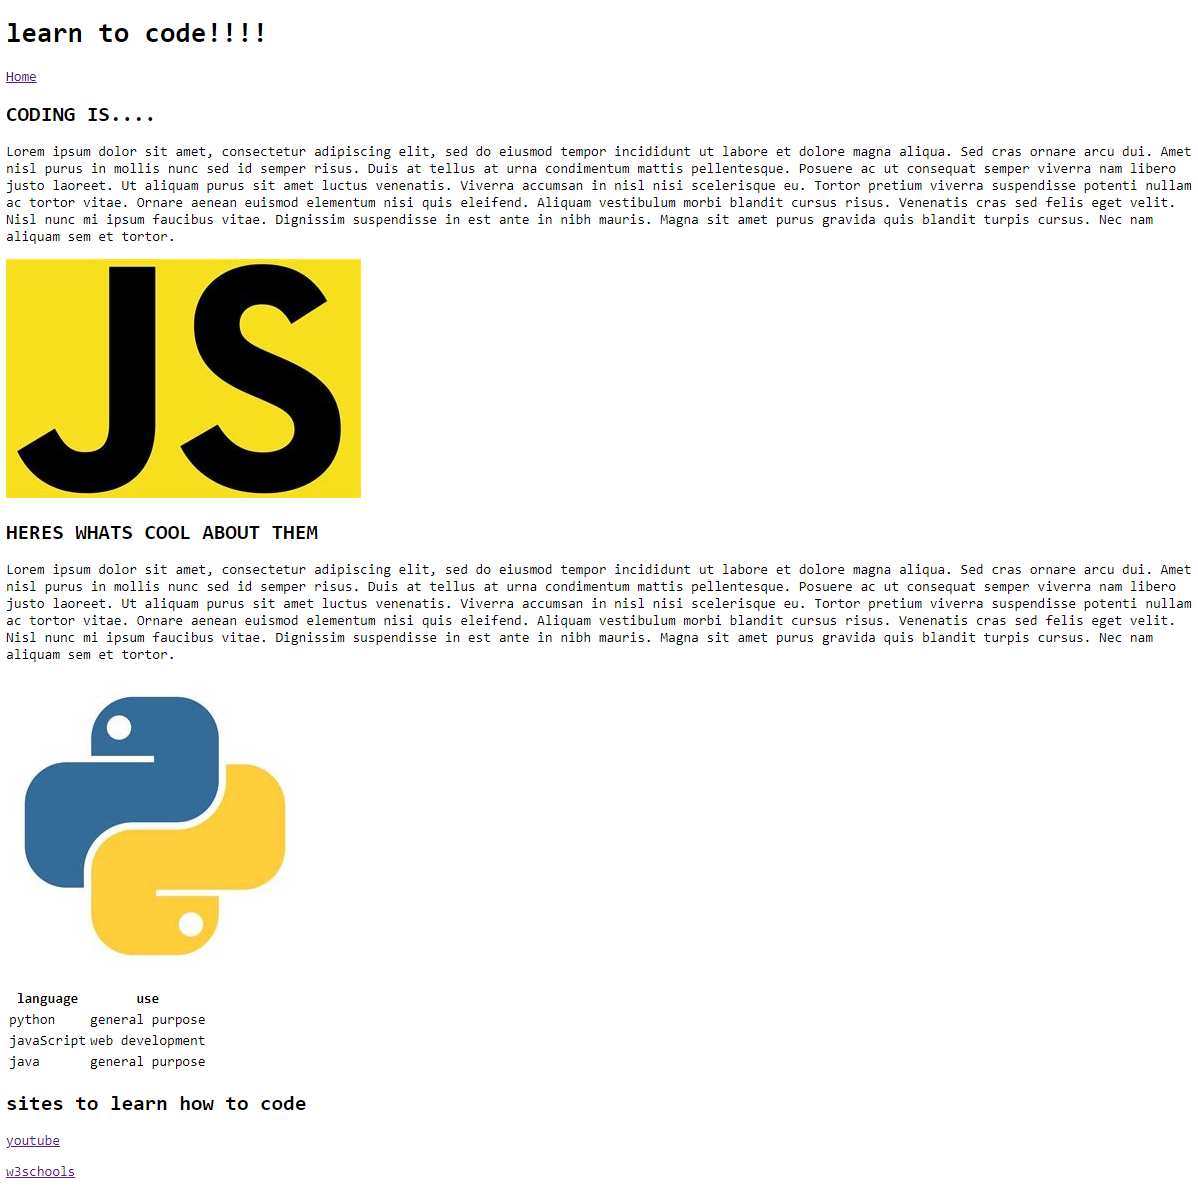 learn to code!!!!
Home
CODING IS....
Lorem ipsum dolor sit amet, consectetur adipiscing elit, sed do eiusmod tempor incididunt ut labore et dolore magna aliqua. Sed cras ornare arcu dui. Amet
nisl purus in mollis nunc sed id semper risus. Duis at tellus at urna condimentum mattis pellentesque. Posuere ac ut consequat semper viverra nam libero
justo laoreet. Ut aliquam purus sit amet luctus venenatis. Viverra accumsan in nisl nisi scelerisque eu. Tortor pretium viverra suspendisse potenti nullam
ac tortor vitae. Ornare aenean euismod elementum nisi quis eleifend. Aliquam vestibulum morbi blandit cursus risus. Venenatis cras sed felis eget velit.
Nisl nunc mi ipsum faucibus vitae. Dignissim suspendisse in est ante in nibh mauris. Magna sit amet purus gravida quis blandit turpis cursus. Nec nam
aliquam sem et tortor.
JS
HERES WHATS COOL ABOUT THEM
Lorem ipsum dolor sit amet, consectetur adipiscing elit, sed do eiusmod tempor incididunt ut labore et dolore magna aliqua. Sed cras ornare arcu dui. Amet
nisl purus in mollis nunc sed id semper risus. Duis at tellus at urna condimentum mattis pellentesque. Posuere ac ut consequat semper viverra nam libero
justo laoreet. Ut aliquam purus sit amet luctus venenatis. Viverra accumsan in nisl nisi scelerisque eu. Tortor pretium viverra suspendisse potenti nullam
ac tortor vitae. Ornare aenean euismod elementum nisi quis eleifend. Aliquam vestibulum morbi blandit cursus risus. Venenatis cras sed felis eget velit.
Nisl nunc mi ipsum faucibus vitae. Dignissim suspendisse in est ante in nibh mauris. Magna sit amet purus gravida quis blandit turpis cursus. Nec nam
aliquam sem et tortor.
language use
python general purpose
javaScript web development
java general purpose
sites to learn how to code
youtube
w3schools